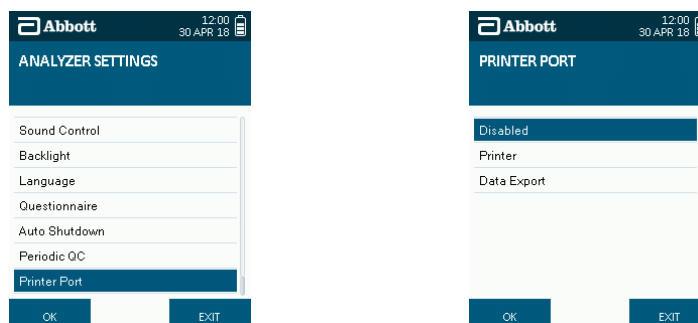 Abbott
12:00
30 APR 18
ANALYZER SETTINGS
Sound Control
Backlight
Language
Questionnaire
Auto Shutdown
Periodic QC
Printer Port
OK
EXIT
Abbott
12:00
30 APR 18
PRINTER PORT
Disabled
Printer
Data Export
OK
EXIT